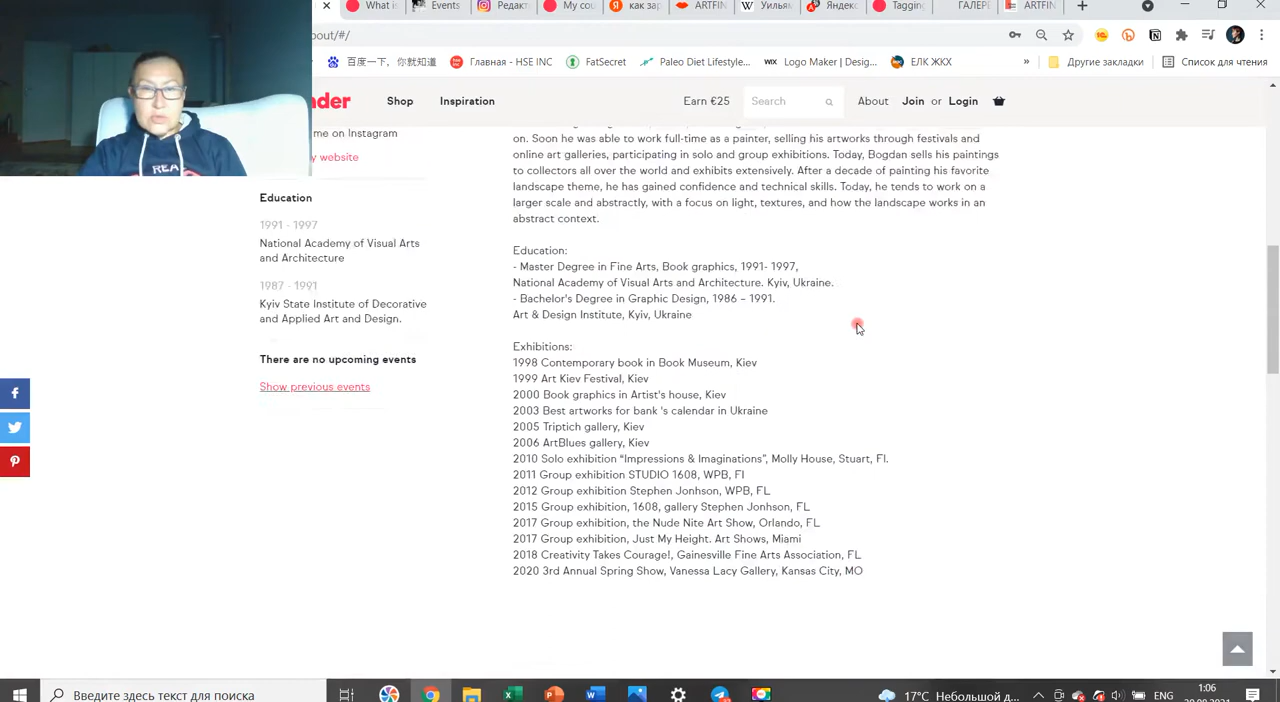 What is
Events
Редакт
My cou
как зар
ARTFIN
Уильям
Яндекс
Tagging
ГАЛЕРЕ
ARTFIN
bout/#/
百度一下，你就知道
Главная - HSE INC
FatSecret
Paleo Diet Lifestyle...
Logo Maker | Desig...
ЕЛК ЖКХ
»
Другие закладки
Список для чтения
nder
Shop
Inspiration
Earn €25
Search
About
Join or Login
me on Instagram
y website
Education
1991 - 1997
National Academy of Visual Arts
and Architecture
1987 - 1991
Kyiv State Institute of Decorative
and Applied Art and Design.
There are no upcoming events
Show previous events
on. Soon he was able to work full-time as a painter, selling his artworks through festivals and
online art galleries, participating in solo and group exhibitions. Today, Bogdan sells his paintings
to collectors all over the world and exhibits extensively. After a decade of painting his favorite
landscape theme, he has gained confidence and technical skills. Today, he tends to work on a
larger scale and abstractly, with a focus on light, textures, and how the landscape works in an
abstract context.
Education:
- Master Degree in Fine Arts, Book graphics, 1991- 1997,
National Academy of Visual Arts and Architecture. Kyiv, Ukraine.
- Bachelor's Degree in Graphic Design, 1986 – 1991.
Art & Design Institute, Kyiv, Ukraine
Exhibitions:
1998 Contemporary book in Book Museum, Kiev
1999 Art Kiev Festival, Kiev
2000 Book graphics in Artist's house, Kiev
2003 Best artworks for bank 's calendar in Ukraine
2005 Triptich gallery, Kiev
2006 ArtBlues gallery, Kiev
2010 Solo exhibition “Impressions & Imaginations”, Molly House, Stuart, Fl.
2011 Group exhibition STUDIO 1608, WPB, Fl
2012 Group exhibition Stephen Jonhson, WPB, FL
2015 Group exhibition, 1608, gallery Stephen Jonhson, FL
2017 Group exhibition, the Nude Nite Art Show, Orlando, FL
2017 Group exhibition, Just My Height. Art Shows, Miami
2018 Creativity Takes Courage!, Gainesville Fine Arts Association, FL
2020 3rd Annual Spring Show, Vanessa Lacy Gallery, Kansas City, MO
REA
Введите здесь текст для поиска
17°C Небольшой д...
ENG
1:06